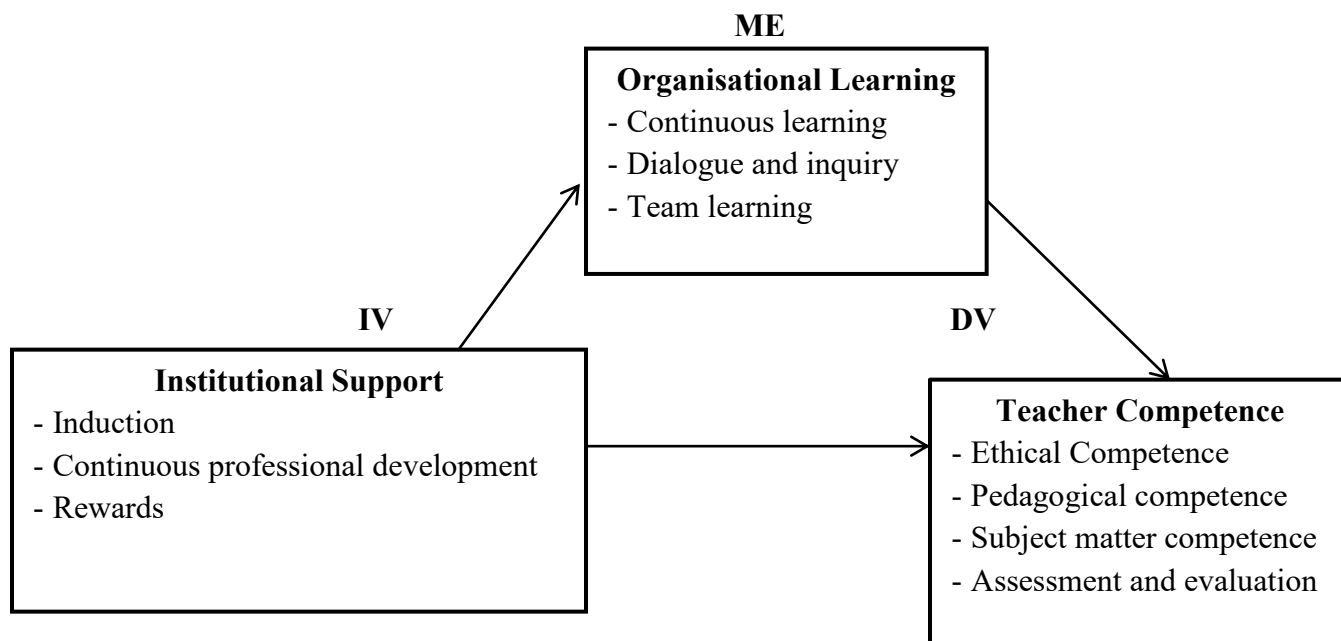 ME
Organisational Learning
- Continuous learning
- Dialogue and inquiry
- Team learning
IV
Institutional Support
- Induction
- Continuous professional development
- Rewards
DV
Teacher Competence
- Ethical Competence
- Pedagogical competence
- Subject matter competence
- Assessment and evaluation